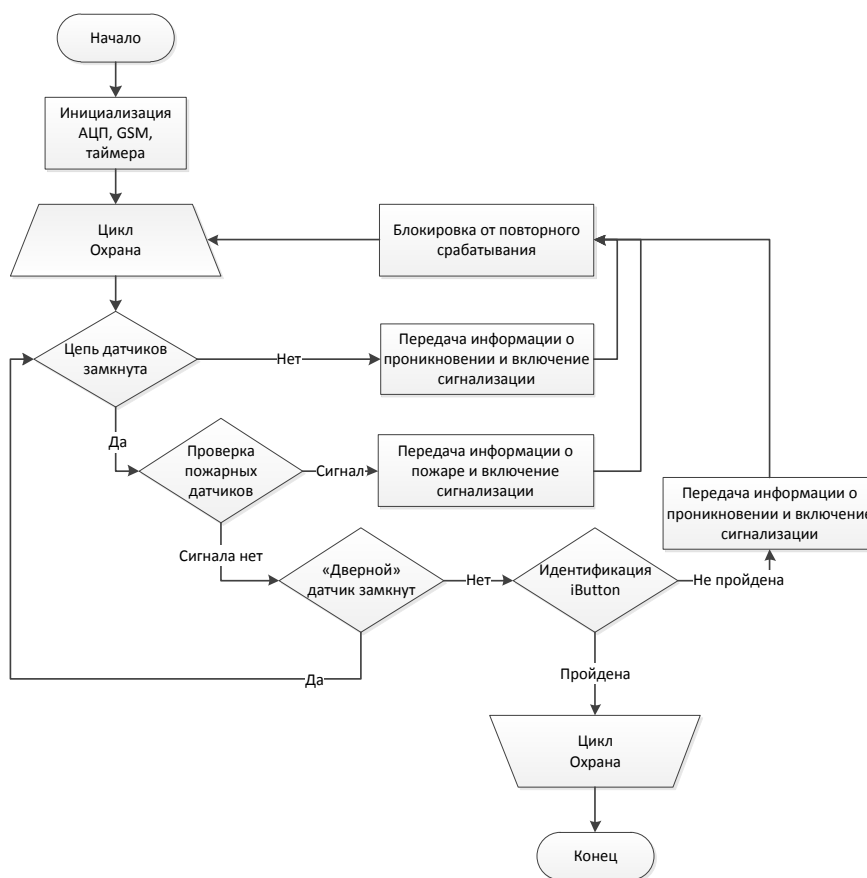 Начало
Инициализация
АЦП, GSM,
таймера
Цикл
Охрана
Блокировка от повторного
срабатывания
Цепь датчиков
замкнута
Нет
Передача информации о
проникновении и включение
сигнализации
Да
Проверка
пожарных
датчиков
Сигнал
Передача информации о
пожаре и включение
сигнализации
Передача информации о
проникновении и включение
сигнализации
Сигнала нет
«Дверной»
датчик замкнут
Нет
Идентификация
iButton
Не пройдена
Да
Пройдена
Цикл
Охрана
Конец